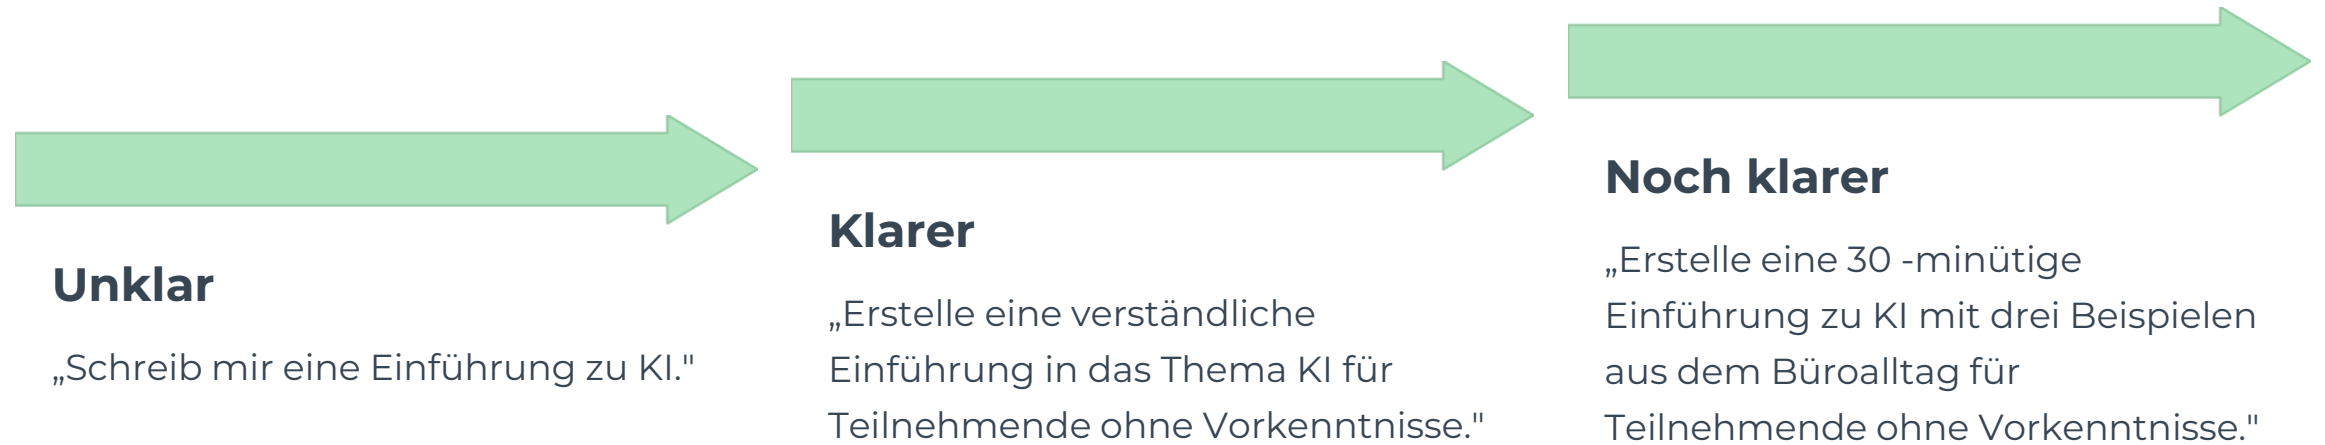 Unklar
„Schreib mir eine Einführung zu KI."
Klarer
„Erstelle eine verständliche
Einführung in das Thema KI für
Teilnehmende ohne Vorkenntnisse."
Noch klarer
„Erstelle eine 30 -minütige
Einführung zu KI mit drei Beispielen
aus dem Büroalltag für
Teilnehmende ohne Vorkenntnisse."